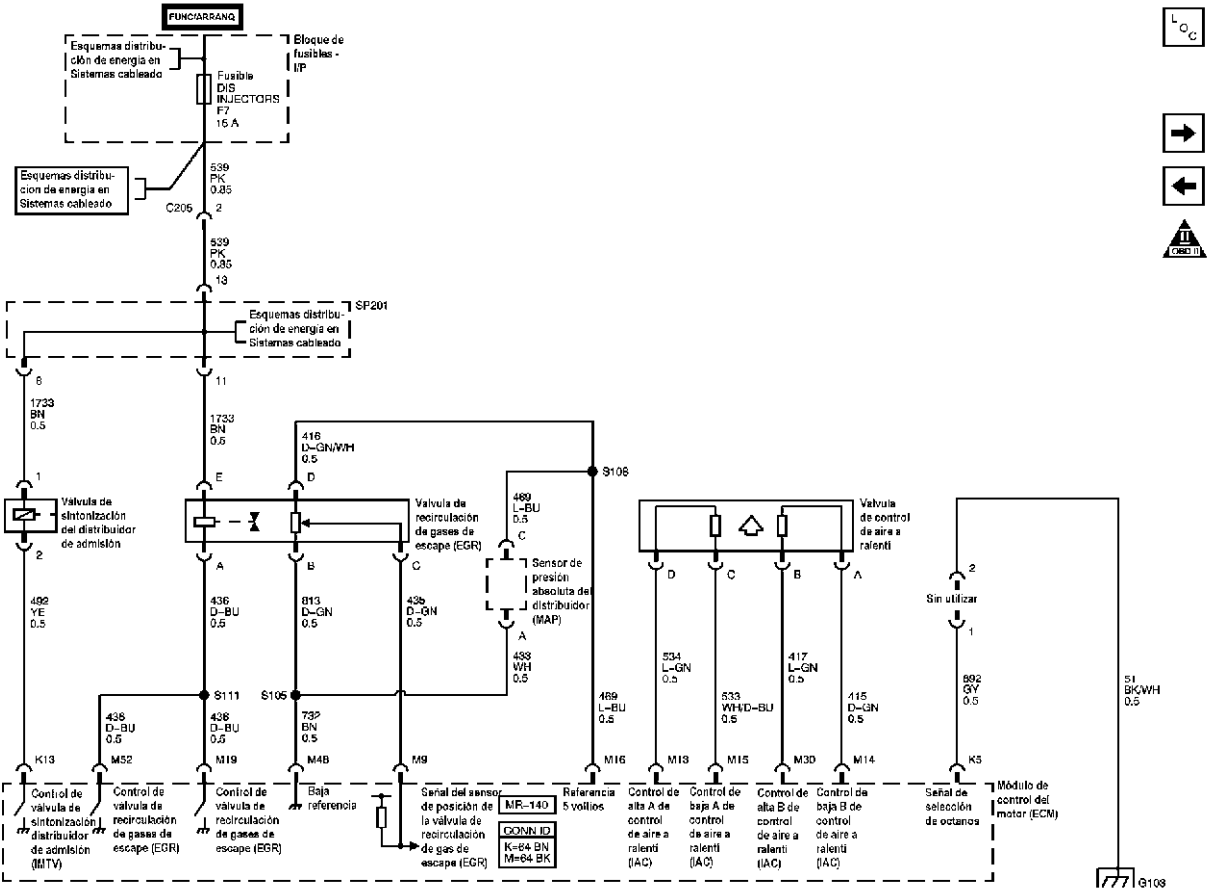 FUNC/ARRANQ
Esquemas distribu-
ción de energía en
Sistemas cableado
Bloque de
fusibles -
I/P
Fusible
DIS
INJECTORS
F7
15 A
Esquemas distribu-
cion de energía en
Sistemas cableado
539
PK
0.85
C205
2
539
PK
0.85
13
SP201
Esquemas distribu-
ción de energía en
Sistemas cableado
8
11
1733
BN
0.5
1733
BN
0.5
416
D-GN/WH
0.5
S108
1
E
D
469
L-BU
0.5
C
Válvula de
sintonización
del distribuidor
de admisión
Valvula de
recirculación
de gases de
escape (EGR)
Valvula
de control
de aire a
ralentí
Sensor de
presión
absoluta del
distribuidor
(MAP)
2
A
B
C
A
D
C
B
A
2
Sin utilizar
1
492
YE
0.5
436
D-BU
0.5
813
D-GN
0.5
435
D-GN
0.5
433
WH
0.5
534
L-GN
0.5
533
WH/D-BU
0.5
417
L-GN
0.5
415
D-GN
0.5
892
GY
0.5
51
BK/WH
0.5
S111
S105
436
D-BU
0.5
436
D-BU
0.5
732
BN
0.5
469
L-BU
0.5
K13
M52
M19
M48
M9
M16
M13
M15
M30
M14
K5
Control de
válvula de
sintonización
distribuidor
de admisión
(IMTV)
Control de
válvula de
recirculación
de gases de
escape (EGR)
Control de
válvula de
recirculación
de gases de
escape (EGR)
Baja
referencia
Señal del sensor
de posición de
la válvula de
recirculación
de gas de
escape (EGR)
MR-140
CONN ID
K=64 BN
M=64 BK
Referencia
5 voltios
Control de
alta A de
control
de aire a
ralentí
(IAC)
Control de
baja A de
control
de aire a
ralentí
(IAC)
Control de
alta B de
control
de aire a
ralentí
(IAC)
Control de
baja B de
control
de aire a
ralentí
(IAC)
Señal de
selección
de octanos
Módulo de
control del
motor (ECM)
G103
L
O
C
II
OBD II